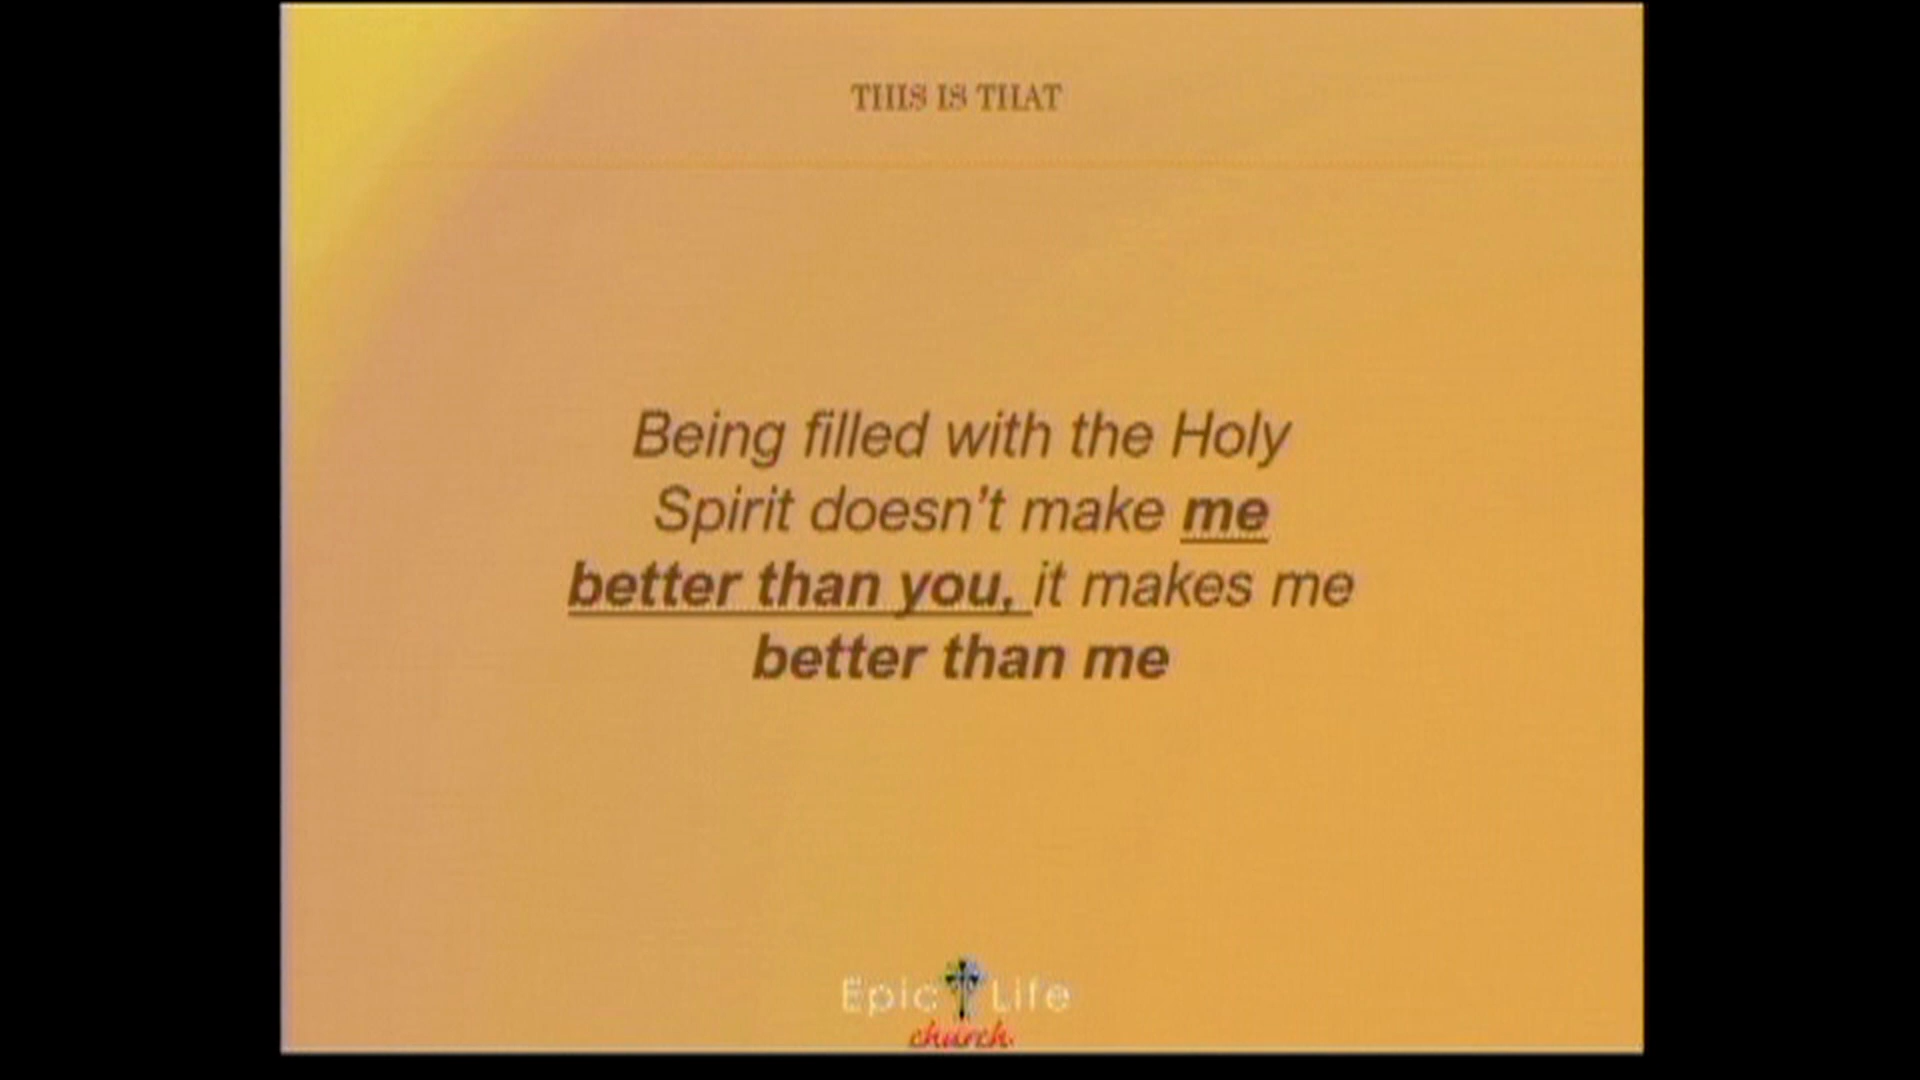 THIS IS THAT
Being filled with the Holy
Spirit doesn't make me
better than you, it makes me
better than me
Epic Life
church